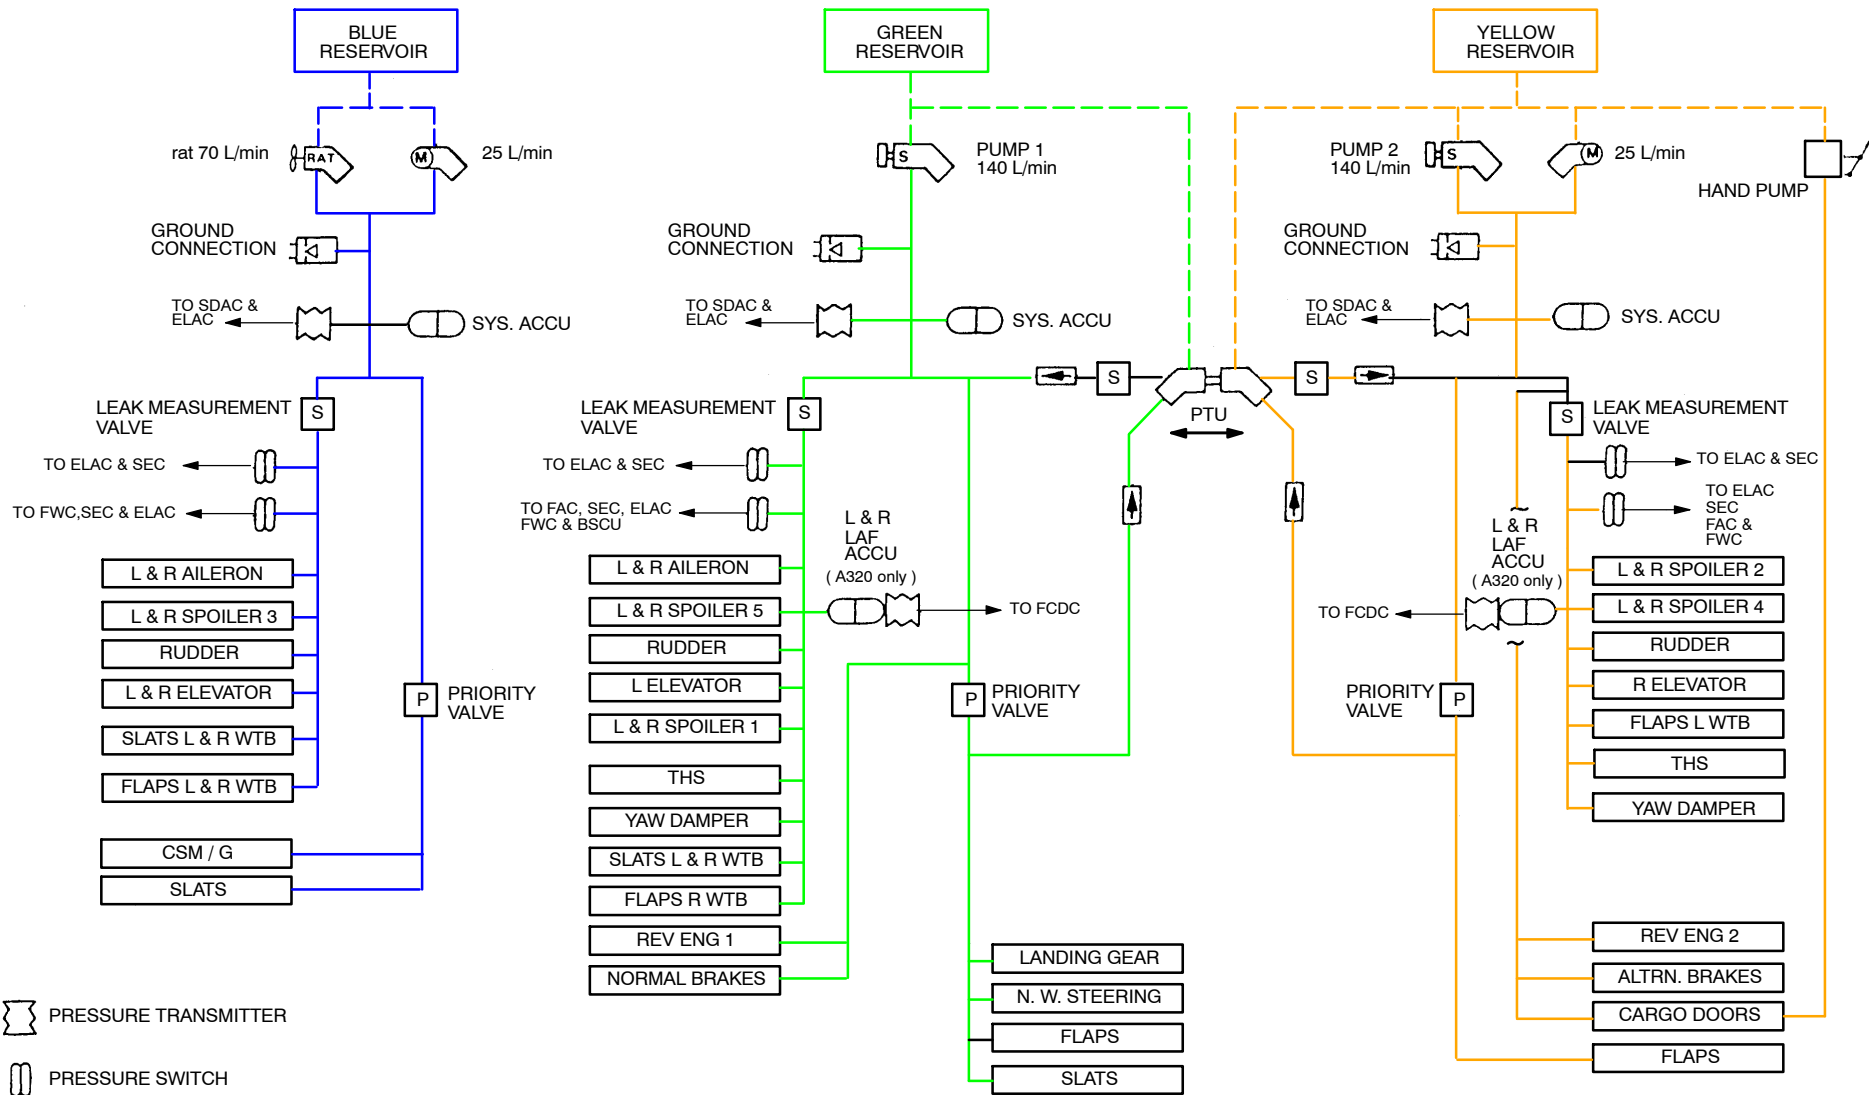 BLUE
RESERVOIR
GREEN
RESERVOIR
YELLOW
RESERVOIR
rat 70 L/min
RAT
M
25 L/min
S
PUMP 1
140 L/min
PUMP 2
140 L/min
S
M
25 L/min
HAND PUMP
GROUND
CONNECTION
GROUND
CONNECTION
GROUND
CONNECTION
TO SDAC &
ELAC
SYS. ACCU
TO SDAC &
ELAC
SYS. ACCU
TO SDAC &
ELAC
SYS. ACCU
S
S
PTU
LEAK MEASUREMENT
VALVE
S
LEAK MEASUREMENT
VALVE
S
S
LEAK MEASUREMENT
VALVE
TO ELAC & SEC
TO ELAC & SEC
TO ELAC & SEC
TO FWC,SEC & ELAC
TO FAC, SEC, ELAC
FWC & BSCU
TO ELAC
SEC
FAC &
FWC
L & R
LAF
ACCU
( A320 only )
TO FCDC
L & R
LAF
ACCU
( A320 only )
TO FCDC
L & R AILERON
L & R SPOILER 3
RUDDER
L & R ELEVATOR
SLATS L & R WTB
FLAPS L & R WTB
P
PRIORITY
VALVE
CSM / G
SLATS
L & R AILERON
L & R SPOILER 5
RUDDER
L ELEVATOR
L & R SPOILER 1
THS
YAW DAMPER
SLATS L & R WTB
FLAPS R WTB
REV ENG 1
NORMAL BRAKES
P
PRIORITY
VALVE
LANDING GEAR
N. W. STEERING
FLAPS
SLATS
PRIORITY
VALVE
P
L & R SPOILER 2
L & R SPOILER 4
RUDDER
R ELEVATOR
FLAPS L WTB
THS
YAW DAMPER
REV ENG 2
ALTRN. BRAKES
CARGO DOORS
FLAPS
PRESSURE TRANSMITTER
PRESSURE SWITCH